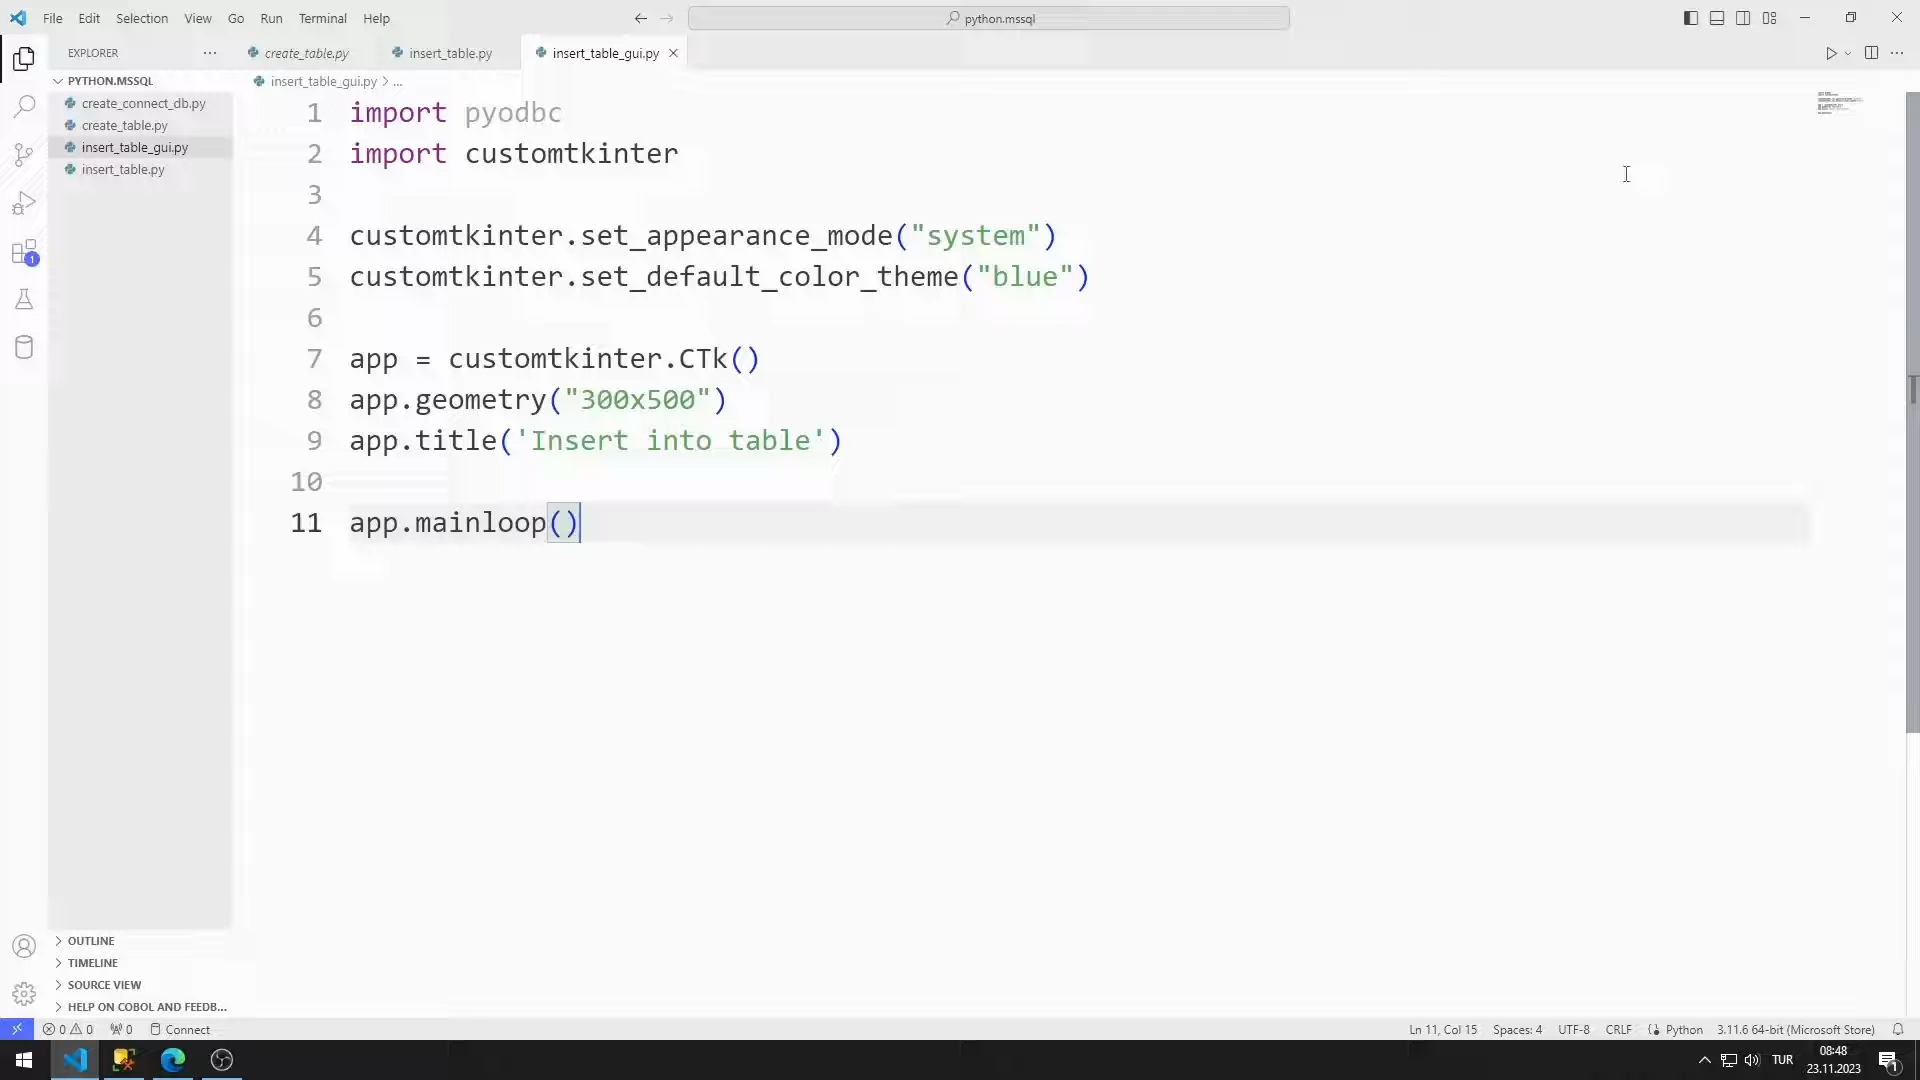 File Edit Selection View Go Run Terminal Help
python.mssql
EXPLORER
create_table.py
insert_table.py
insert_table_gui.py
PYTHON.MSSQL
create_connect_db.py
create_table.py
insert_table_gui.py
insert_table.py
insert_table_gui.py > ...
1 import pyodbc
2 import customtkinter
3
4 customtkinter.set_appearance_mode("system")
5 customtkinter.set_default_color_theme("blue")
6
7 app = customtkinter.CTk()
8 app.geometry("300x500")
9 app.title('Insert into table')
10
11 app.mainloop()
1
OUTLINE
TIMELINE
SOURCE VIEW
HELP ON COBOL AND FEEDB...
0 0 0 Connect
Ln 11, Col 15 Spaces: 4 UTF-8 CRLF Python 3.11.6 64-bit (Microsoft Store)
TUR
08:48
23.11.2023
1